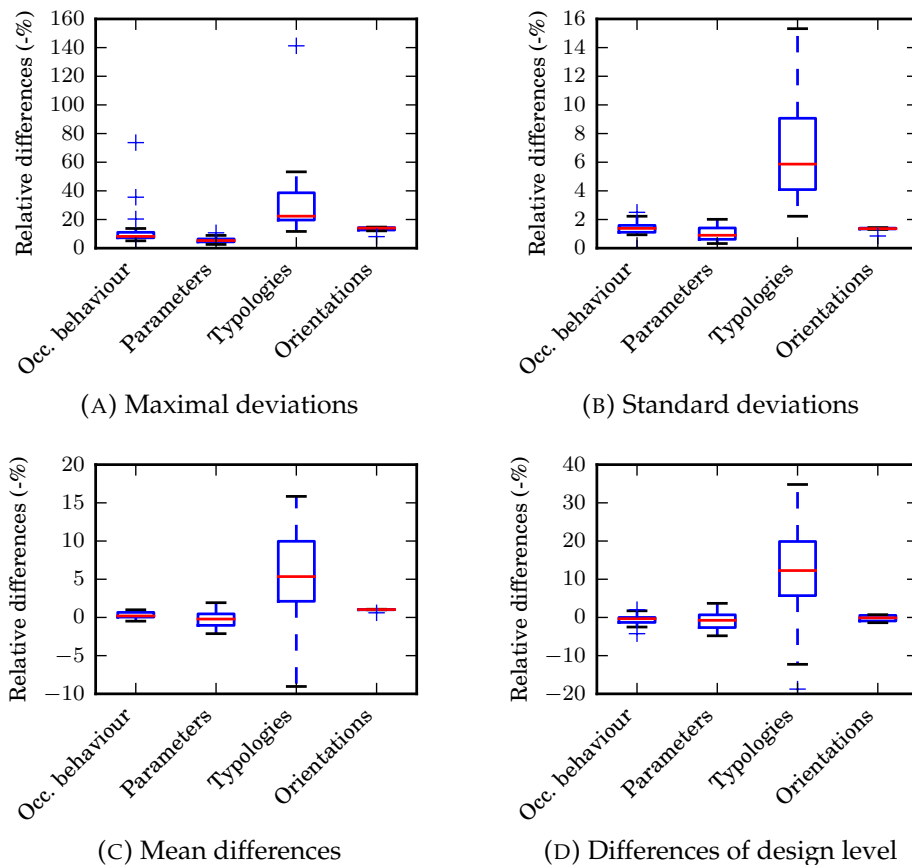 160
140
120
100
80
60
40
20
0
Relative differences (-%)
Occ. behaviour
Parameters
Typologies
Orientations
(A) Maximal deviations
16
14
12
10
8
6
4
2
0
Relative differences (-%)
Occ. behaviour
Parameters
Typologies
Orientations
(B) Standard deviations
20
15
10
5
0
−5
−10
Relative differences (-%)
Occ. behaviour
Parameters
Typologies
Orientations
(C) Mean differences
40
30
20
10
0
−10
−20
Relative differences (-%)
Occ. behaviour
Parameters
Typologies
Orientations
(D) Differences of design level